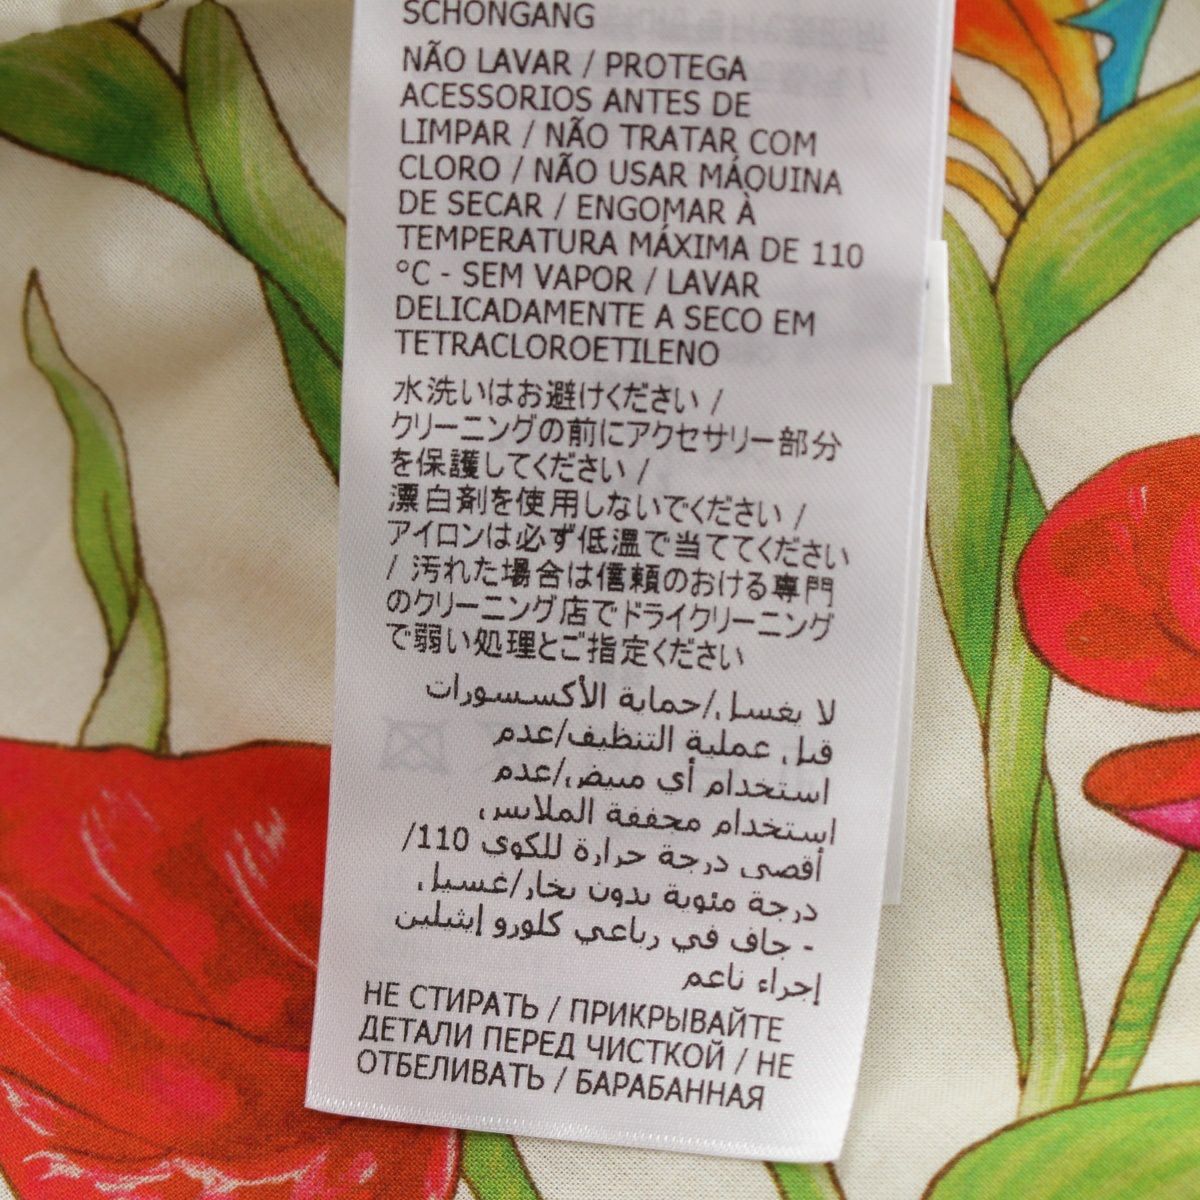 SCHONGANG
NÃO LAVAR / PROTEGA
ACESSORIOS ANTES DE
LIMPAR / NÃO TRATAR COM
CLORO / NÃO USAR MÁQUINA
DE SECAR / ENGOMAR À
TEMPERATURA MÁXIMA DE 110
°C - SEM VAPOR / LAVAR
DELICADAMENTE A SECO EM
TETRACLOROETILENO
水洗いはお避けください /
クリーニングの前にアクセサリー部分
を保護してください /
漂白剤を使用しないでください /
アイロンは必ず低温で当ててください
/ 汚れた場合は信頼のおける専門
のクリーニング店でドライクリーニング
で弱い処理とご指定ください
لا يغسل/حماية الأكسسورات
قبل عملية التنظيف/عدم
استخدام أي مبيض/عدم
استخدام مجففة الملابس
أقصى درجة حرارة للكوي 110/
درجة مئوية بدون بخار/غسيل
- جاف في رباعي كلورو إيثيلين
إجراء ناعم
НЕ СТИРАТЬ / ПРИКРЫВАЙТЕ
ДЕТАЛИ ПЕРЕД ЧИСТКОЙ / НЕ
ОТБЕЛИВАТЬ / БАРАБАННАЯ